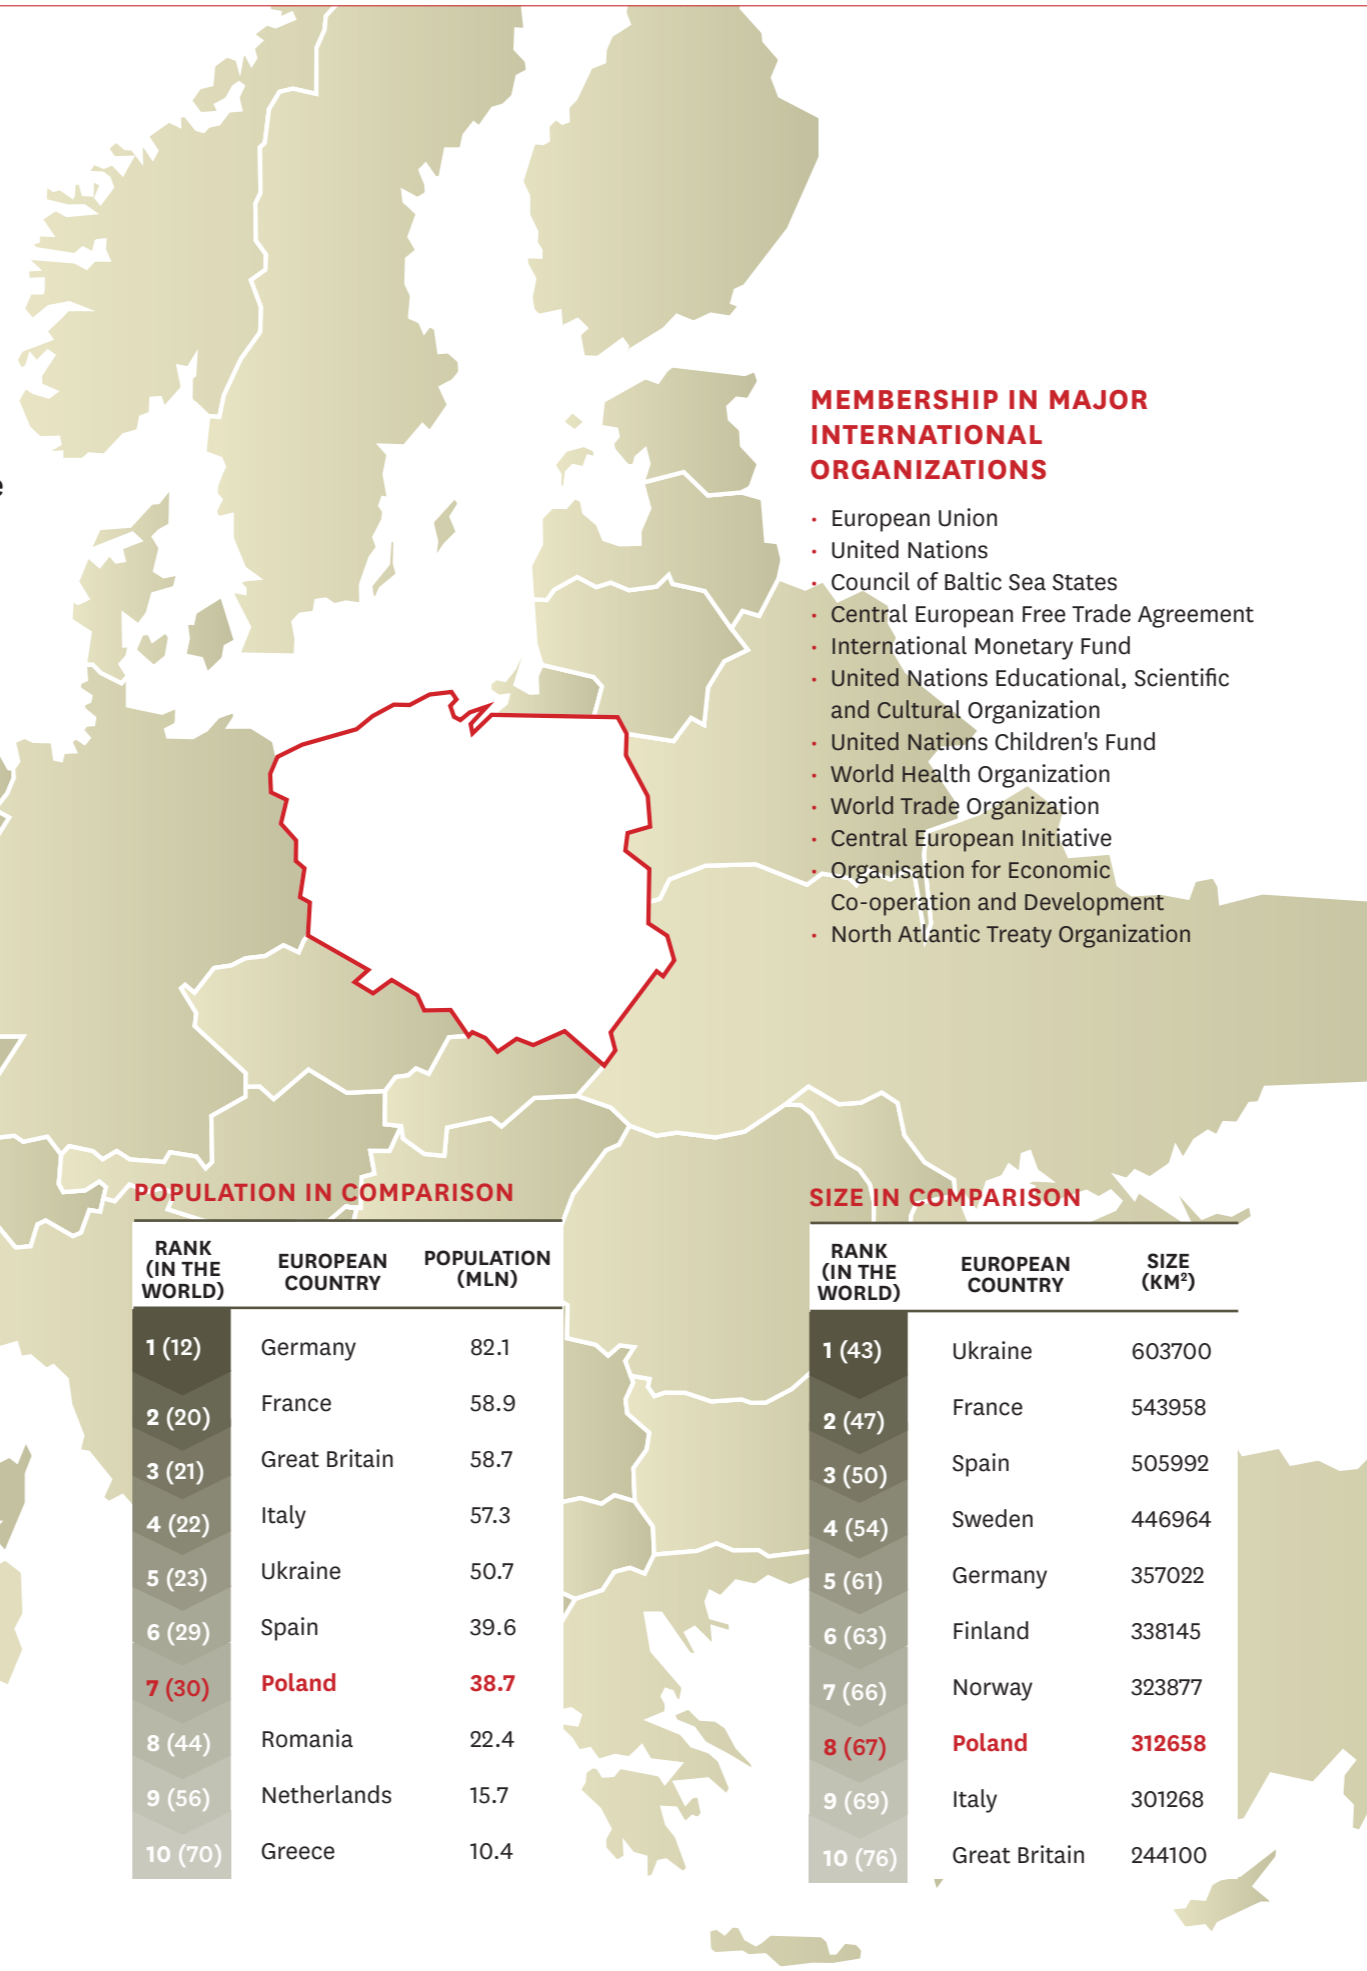 e
MEMBERSHIP IN MAJOR
INTERNATIONAL
ORGANIZATIONS
· European Union
· United Nations
· Council of Baltic Sea States
· Central European Free Trade Agreement
· International Monetary Fund
· United Nations Educational, Scientific
and Cultural Organization
· United Nations Children's Fund
· World Health Organization
· World Trade Organization
· Central European Initiative
· Organisation for Economic
Co-operation and Development
· North Atlantic Treaty Organization
POPULATION IN COMPARISON
RANK (IN THE WORLD) EUROPEAN COUNTRY POPULATION (MLN)
1 (12) Germany 82.1
2 (20) France 58.9
3 (21) Great Britain 58.7
4 (22) Italy 57.3
5 (23) Ukraine 50.7
6 (29) Spain 39.6
7 (30) Poland 38.7
8 (44) Romania 22.4
9 (56) Netherlands 15.7
10 (70) Greece 10.4
SIZE IN COMPARISON
RANK (IN THE WORLD) EUROPEAN COUNTRY SIZE (KM²)
1 (43) Ukraine 603700
2 (47) France 543958
3 (50) Spain 505992
4 (54) Sweden 446964
5 (61) Germany 357022
6 (63) Finland 338145
7 (66) Norway 323877
8 (67) Poland 312658
9 (69) Italy 301268
10 (76) Great Britain 244100